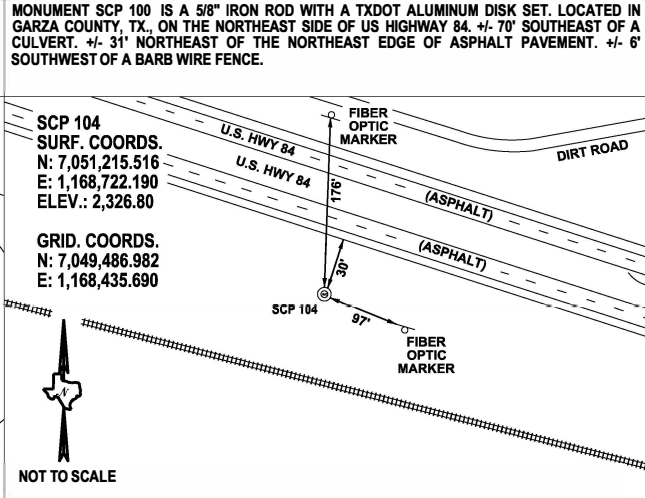 MONUMENT SCP 100 IS A 5/8" IRON ROD WITH A TXDOT ALUMINUM DISK SET. LOCATED IN
GARZA COUNTY, TX., ON THE NORTHEAST SIDE OF US HIGHWAY 84. +/- 70' SOUTHEAST OF A
CULVERT. +/- 31' NORTHEAST OF THE NORTHEAST EDGE OF ASPHALT PAVEMENT. +/- 6'
SOUTHWEST OF A BARB WIRE FENCE.
SCP 104
SURF. COORDS.
N: 7,051,215.516
E: 1,168,722.190
ELEV.: 2,326.80
GRID. COORDS.
N: 7,049,486.982
E: 1,168,435.690
FIBER
OPTIC
MARKER
DIRT ROAD
U.S. HWY 84
U.S. HWY 84
(ASPHALT)
(ASPHALT)
176'
30'
SCP 104
97'
FIBER
OPTIC
MARKER
N
NOT TO SCALE